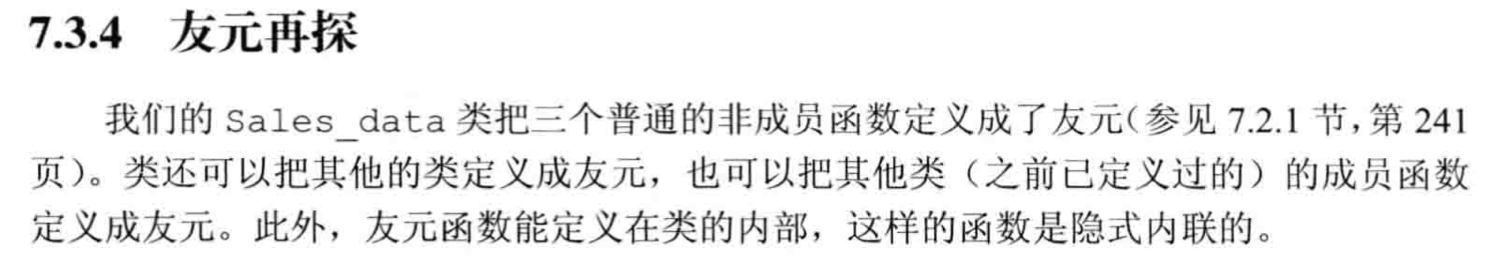 7.3.4 友元再探
我们的 Sales_data 类把三个普通的非成员函数定义成了友元(参见 7.2.1 节,第 241
页)。类还可以把其他的类定义成友元，也可以把其他类（之前已定义过的）的成员函数
定义成友元。此外，友元函数能定义在类的内部，这样的函数是隐式内联的。